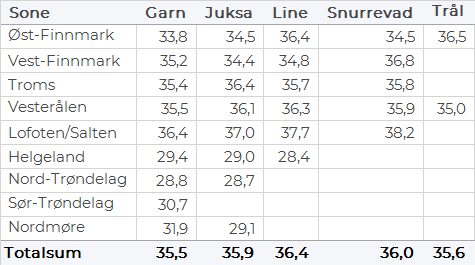 Sone Garn Juksa Line Snurrevad Trål
Øst-Finnmark 33,8 34,5 36,4 34,5 36,5
Vest-Finnmark 35,2 34,4 34,8 36,8
Troms 35,4 36,4 35,7 35,8
Vesterålen 35,5 36,1 36,3 35,9 35,0
Lofoten/Salten 36,4 37,0 37,7 38,2
Helgeland 29,4 29,0 28,4
Nord-Trøndelag 28,8 28,7
Sør-Trøndelag 30,7
Nordmøre 31,9 29,1
Totalsum 35,5 35,9 36,4 36,0 35,6